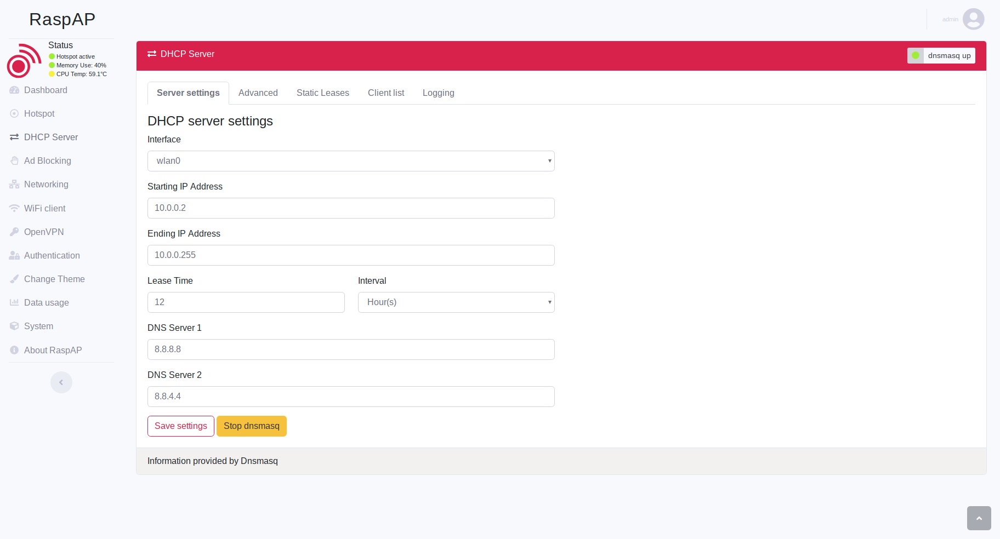 RaspAP
admin
Status
Hotspot active
Memory Use: 40%
CPU Temp: 59.1°C
Dashboard
Hotspot
DHCP Server
Ad Blocking
Networking
WiFi client
OpenVPN
Authentication
Change Theme
Data usage
System
About RaspAP
DHCP Server
dnsmasq up
Server settings Advanced Static Leases Client list Logging
DHCP server settings
Interface
wlan0
Starting IP Address
10.0.0.2
Ending IP Address
10.0.0.255
Lease Time Interval
12 Hour(s)
DNS Server 1
8.8.8.8
DNS Server 2
8.8.4.4
Save settings Stop dnsmasq
Information provided by Dnsmasq